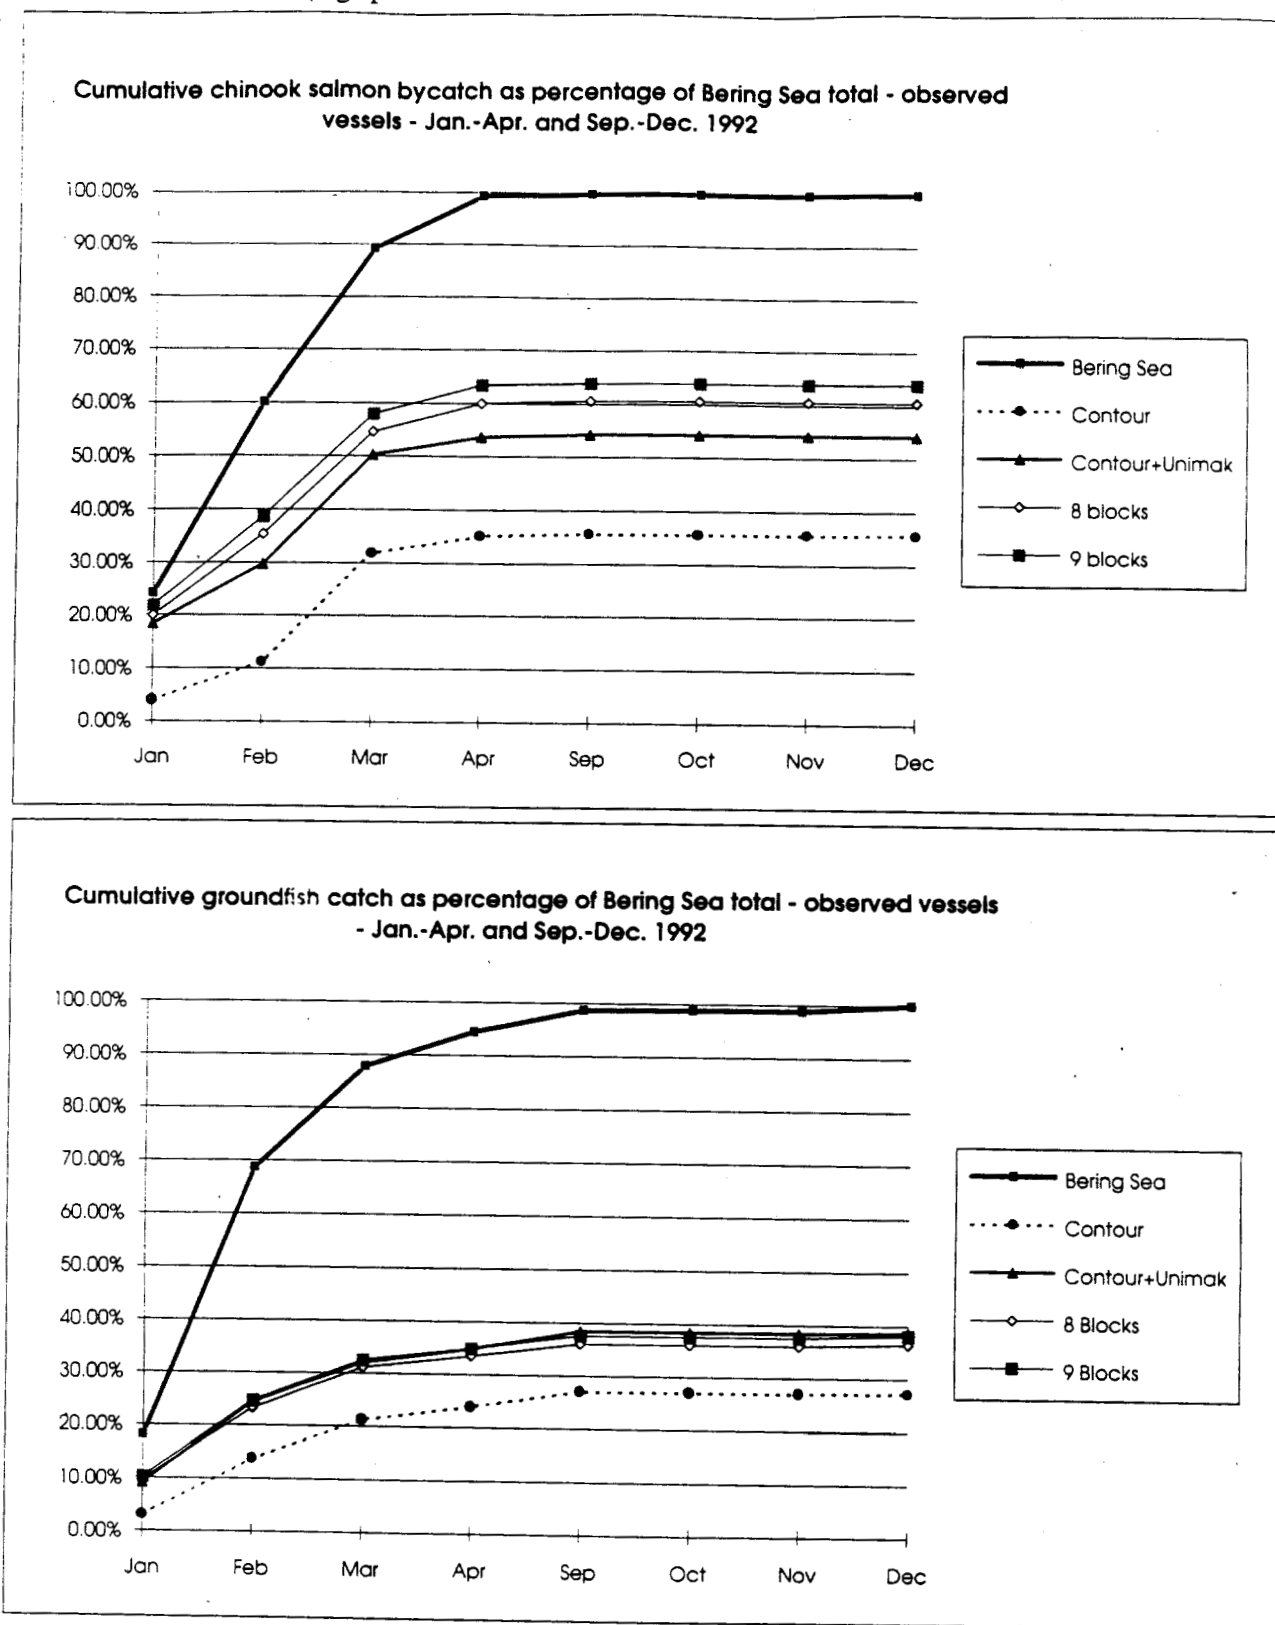 Cumulative chinook salmon bycatch as percentage of Bering Sea total - observed
vessels - Jan.-Apr. and Sep.-Dec. 1992
100.00%
90.00%
80.00%
70.00%
60.00%
50.00%
40.00%
30.00%
20.00%
10.00%
0.00%
Jan Feb Mar Apr Sep Oct Nov Dec
Bering Sea
Contour
Contour+Unimak
8 blocks
9 blocks
Cumulative groundfish catch as percentage of Bering Sea total - observed vessels
- Jan.-Apr. and Sep.-Dec. 1992
100.00%
90.00%
80.00%
70.00%
60.00%
50.00%
40.00%
30.00%
20.00%
10.00%
0.00%
Jan Feb Mar Apr Sep Oct Nov Dec
Bering Sea
Contour
Contour+Unimak
8 Blocks
9 Blocks